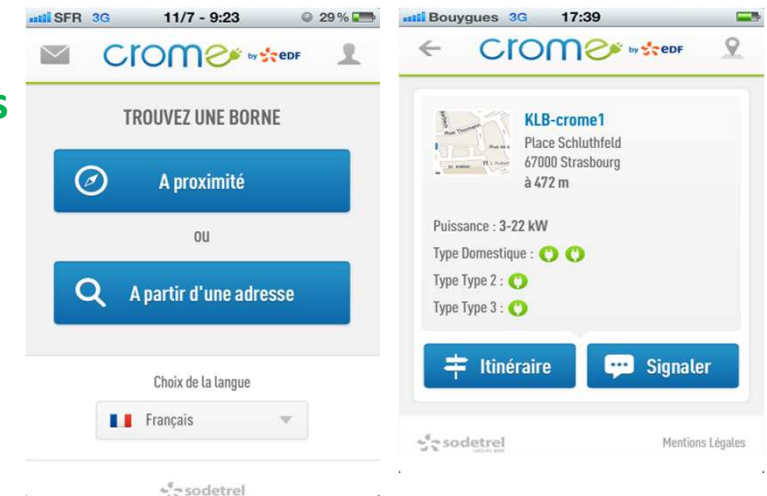 s
SFR 3G 11/7 - 9:23 29 %
crome by EDF
TROUVEZ UNE BORNE
A proximité
ou
A partir d'une adresse
Choix de la langue
Français
sodetrel
Bouygues 3G 17:39
crome by EDF
KLB-crome1
Place Schluthfeld
67000 Strasbourg
à 472 m
Puissance : 3-22 kW
Type Domestique :
Type Type 2 :
Type Type 3 :
Itinéraire
Signaler
sodetrel
Mentions Légales